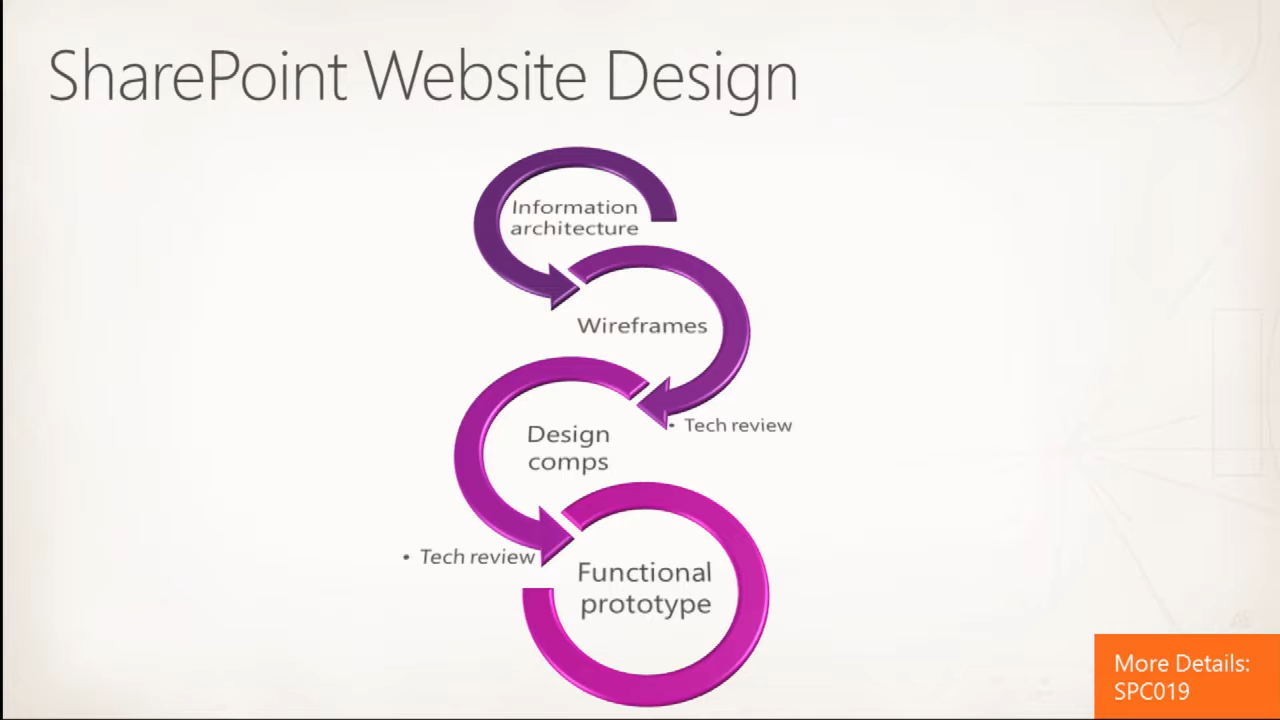 SharePoint Website Design
Information
architecture
Wireframes
• Tech review
Design
comps
• Tech review
Functional
prototype
More Details:
SPC019